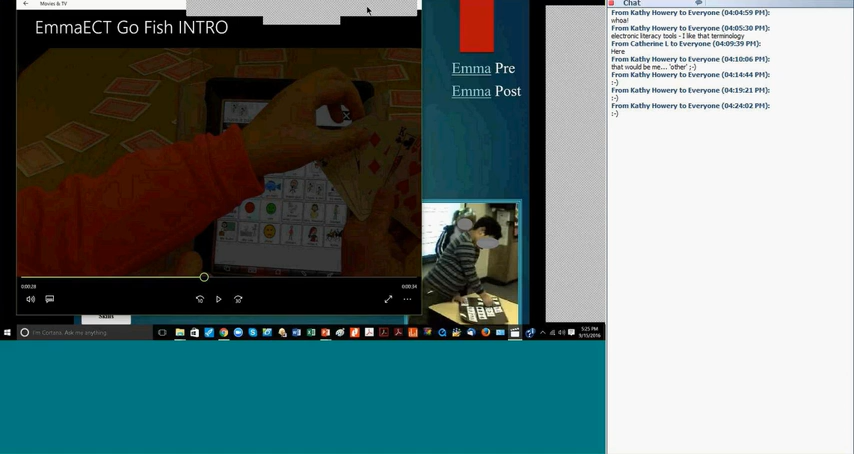 Movies & TV
EmmaECT Go Fish INTRO
0:00:28
0:00:34
Emma Pre
Emma Post
Skills
I'm Cortana. Ask me anything.
5:25 PM
9/15/2016
Chat
From Kathy Howery to Everyone (04:04:59 PM):
whoa!
From Kathy Howery to Everyone (04:05:30 PM):
electronic literacy tools - I like that terminology
From Catherine L to Everyone (04:09:39 PM):
Here
From Kathy Howery to Everyone (04:10:06 PM):
that would be me... 'other' ;-)
From Kathy Howery to Everyone (04:14:44 PM):
:-)
From Kathy Howery to Everyone (04:19:21 PM):
:-)
From Kathy Howery to Everyone (04:24:02 PM):
:-)